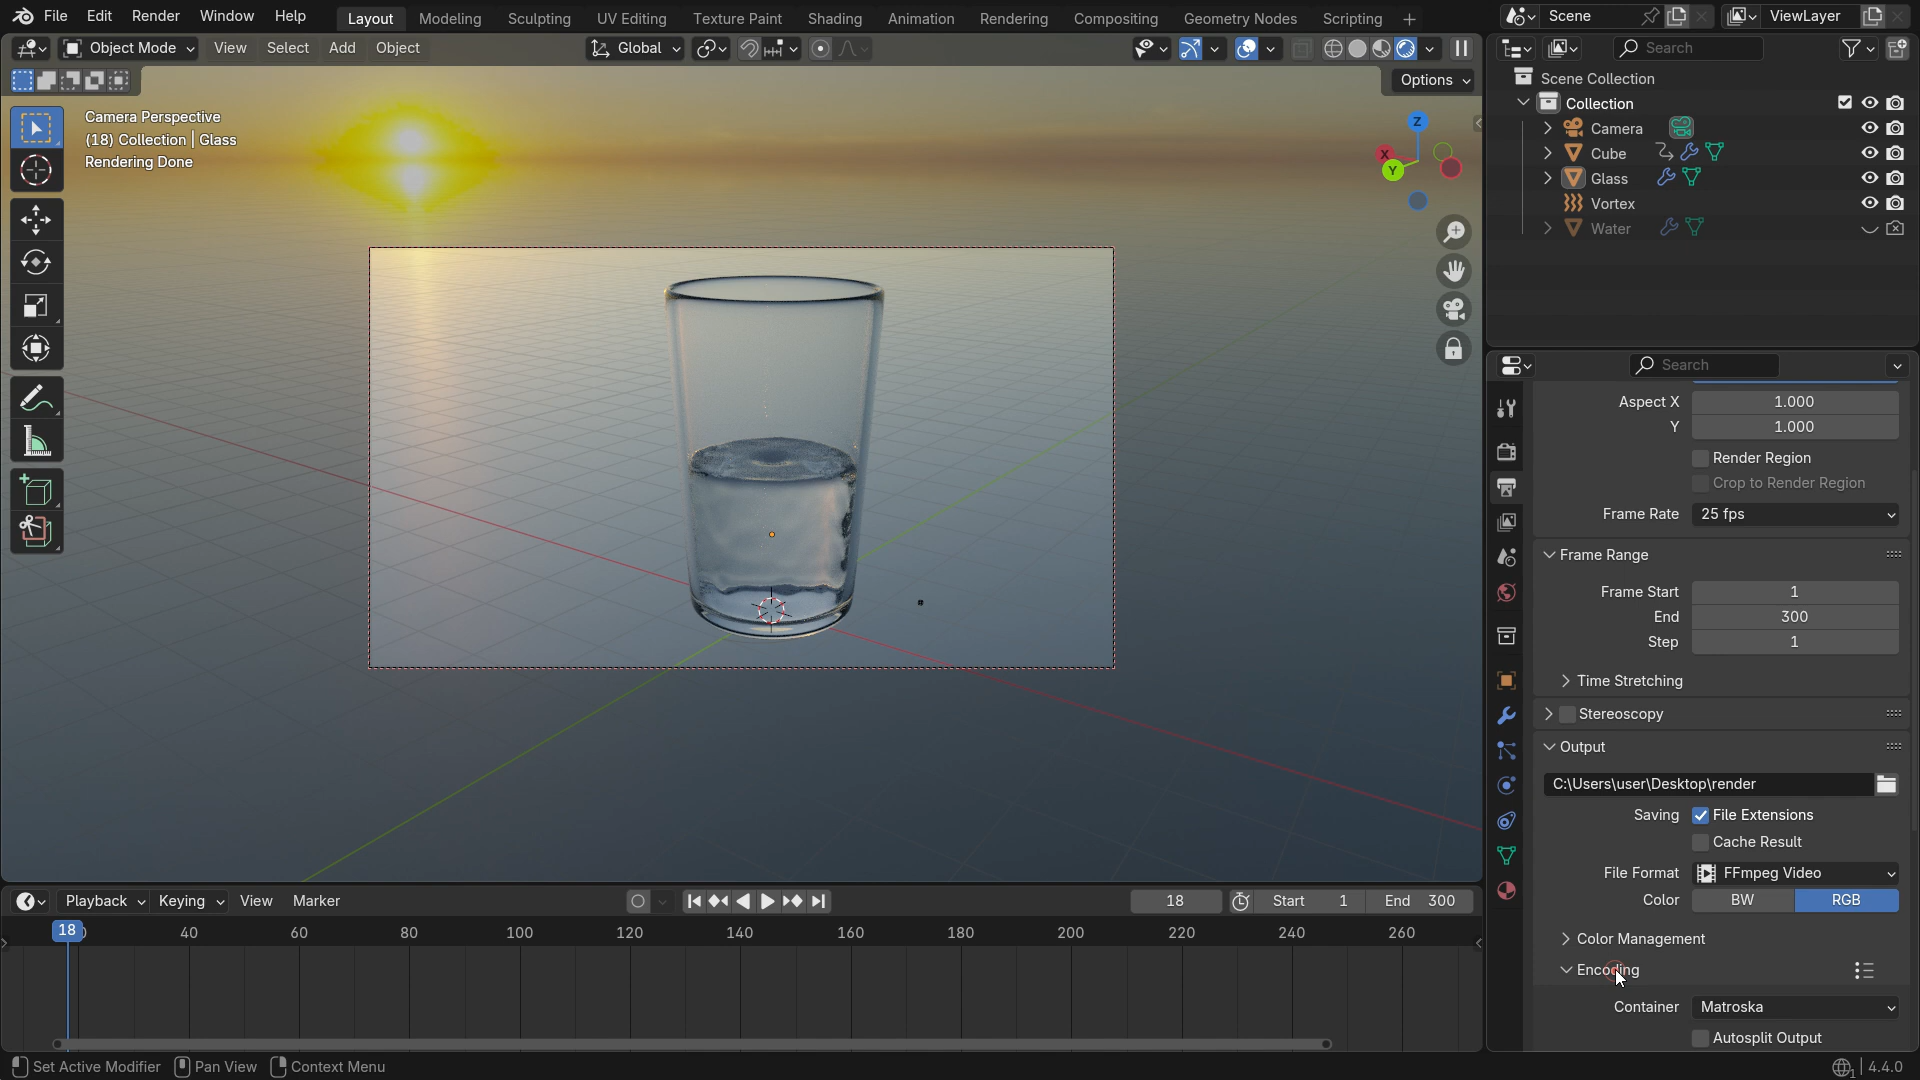 File Edit Render Window Help Layout Modeling Sculpting UV Editing Texture Paint Shading Animation Rendering Compositing Geometry Nodes Scripting + Scene ViewLayer
Object Mode View Select Add Object Global Search
Options
Camera Perspective
(18) Collection | Glass
Rendering Done
Z
X
Y
Scene Collection
Collection
Camera
Cube
Glass
Vortex
Water
Search
Aspect X 1.000
Y 1.000
Render Region
Crop to Render Region
Frame Rate 25 fps
Frame Range
Frame Start 1
End 300
Step 1
Time Stretching
Stereoscopy
Output
C:\Users\user\Desktop\render
Saving File Extensions
Cache Result
File Format FFmpeg Video
Color BW RGB
Color Management
Encoding
Container Matroska
Autosplit Output
Playback Keying View Marker 18 Start 1 End 300
18 40 60 80 100 120 140 160 180 200 220 240 260
Set Active Modifier Pan View Context Menu 4.4.0